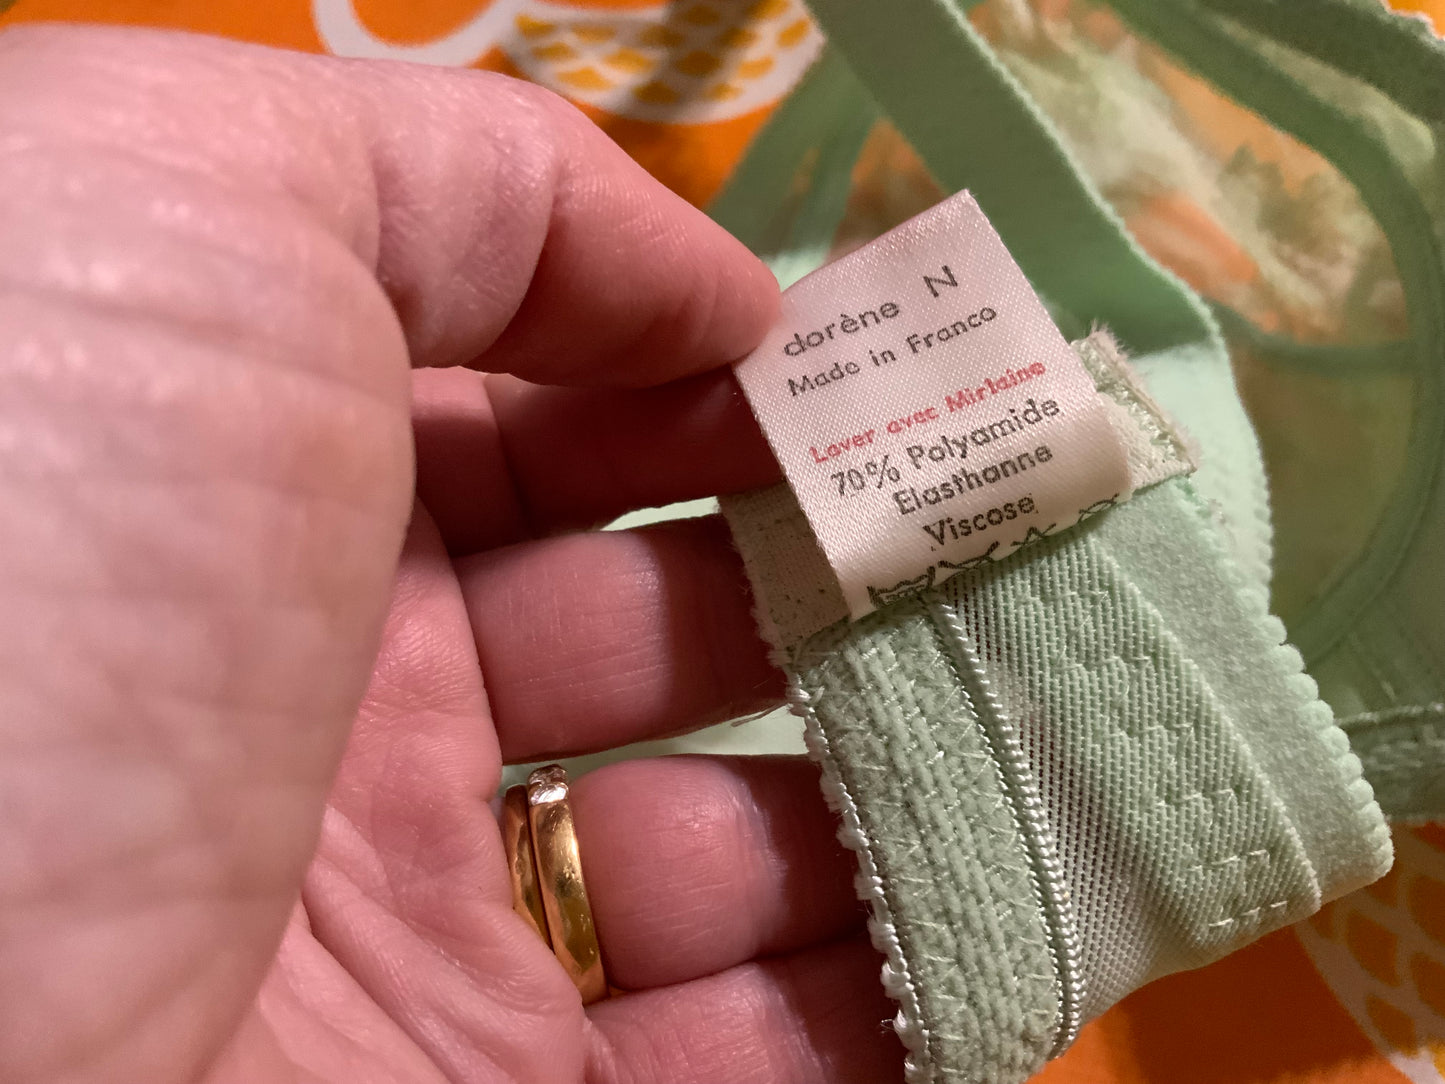 dorène N
Made in France
Laver avec Mirlaine
70% Polyamide
Elasthanne
Viscose